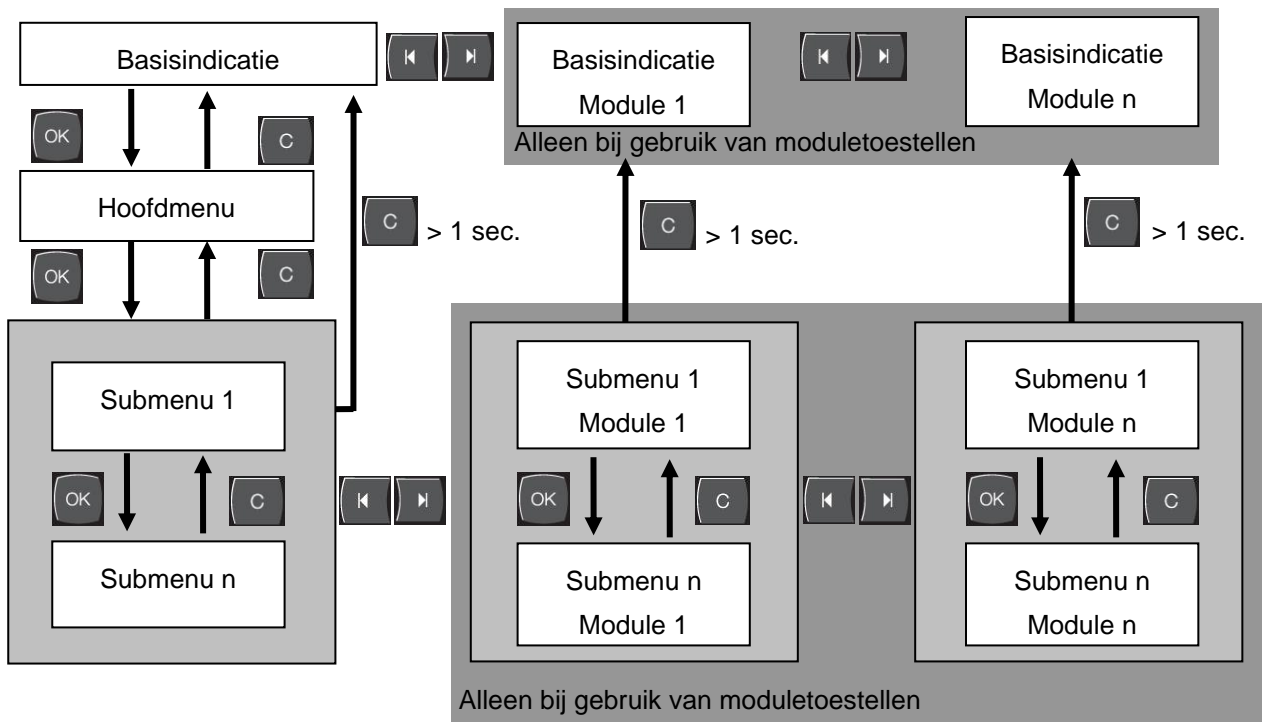 Basisindicatie
Basisindicatie
Module 1
Basisindicatie
Module n
Alleen bij gebruik van moduletoestellen
OK
C
Hoofdmenu
C
> 1 sec.
C
> 1 sec.
C
> 1 sec.
OK
C
Submenu 1
Submenu 1
Module 1
Submenu 1
Module n
OK
C
OK
C
OK
C
Submenu n
Submenu n
Module 1
Submenu n
Module n
Alleen bij gebruik van moduletoestellen